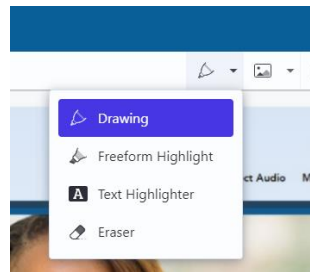 Drawing
Freeform Highlight
ct Audio
A Text Highlighter
Eraser